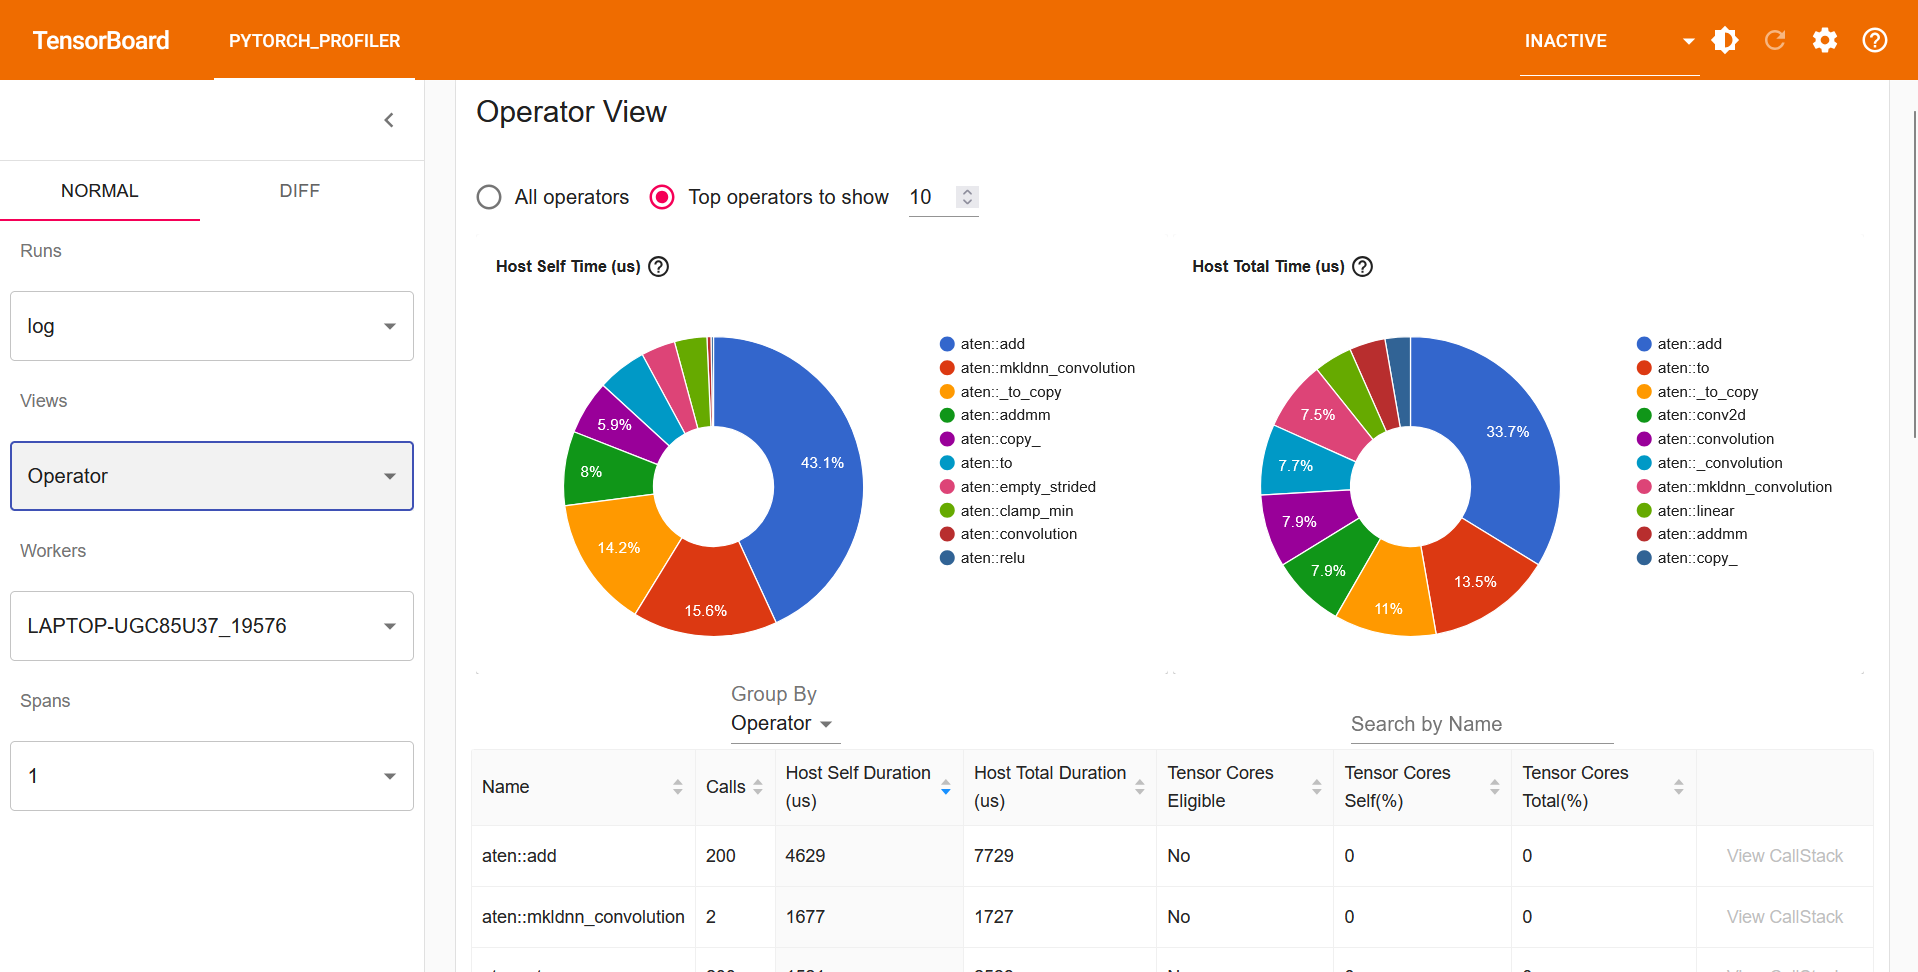 TensorBoard
PYTORCH_PROFILER
INACTIVE
NORMAL
DIFF
Runs
log
Views
Operator
Workers
LAPTOP-UGC85U37_19576
Spans
1
Operator View
All operators
Top operators to show
10
Host Self Time (us)
43.1%
15.6%
14.2%
8%
5.9%
aten::add
aten::mkldnn_convolution
aten::_to_copy
aten::addmm
aten::copy_
aten::to
aten::empty_strided
aten::clamp_min
aten::convolution
aten::relu
Host Total Time (us)
33.7%
13.5%
11%
7.9%
7.9%
7.7%
7.5%
aten::add
aten::to
aten::_to_copy
aten::conv2d
aten::convolution
aten::_convolution
aten::mkldnn_convolution
aten::linear
aten::addmm
aten::copy_
Group By
Operator
Search by Name
Name
Calls
Host Self Duration
(us)
Host Total Duration
(us)
Tensor Cores
Eligible
Tensor Cores
Self(%)
Tensor Cores
Total(%)
aten::add 200 4629 7729 No 0 0 View CallStack
aten::mkldnn_convolution 2 1677 1727 No 0 0 View CallStack